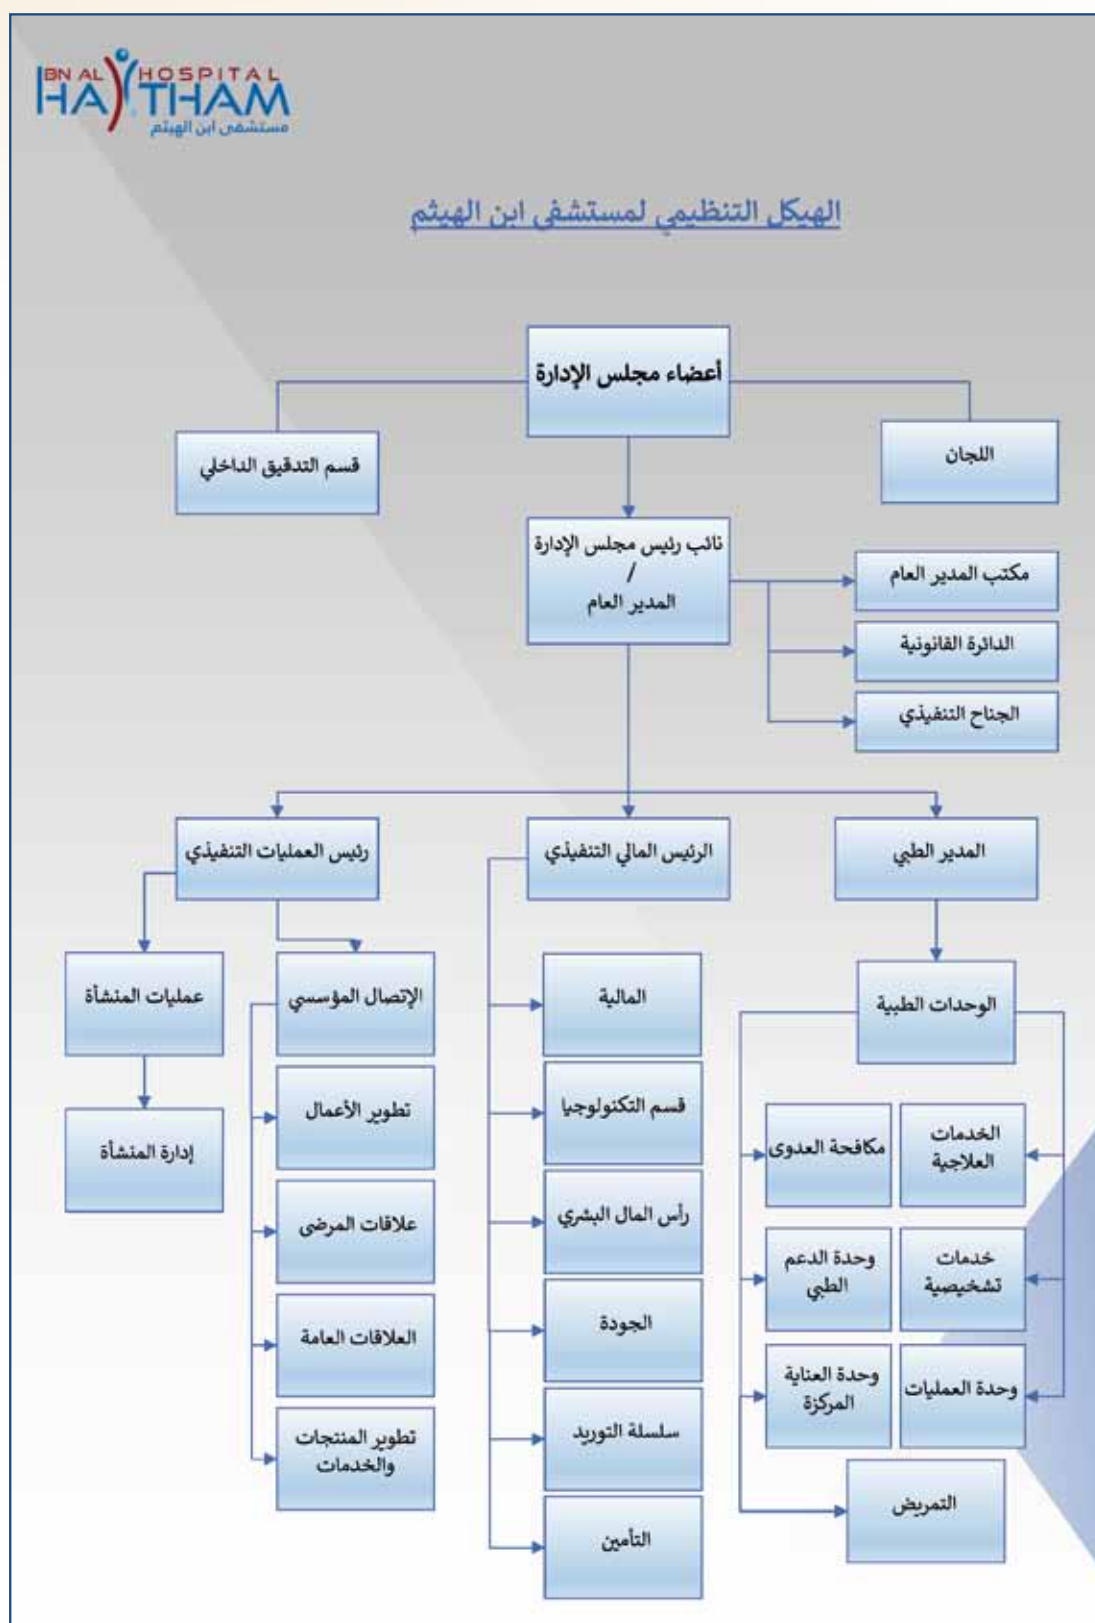 IBN AL HOSPITAL
HAYTHAM
مستشفى ابن الهيثم
الهيكل التنظيمي لمستشفى ابن الهيثم
أعضاء مجلس الإدارة
اللجان
قسم التدقيق الداخلي
نائب رئيس مجلس الإدارة
/
المدير العام
مكتب المدير العام
الدائرة القانونية
الجناح التنفيذي
المدير الطبي
الرئيس المالي التنفيذي
رئيس العمليات التنفيذي
الوحدات الطبية
الخدمات
العلاجية
مكافحة العدوى
خدمات
تشخيصية
وحدة الدعم
الطبي
وحدة العمليات
وحدة العناية
المركزة
التمريض
المالية
قسم التكنولوجيا
رأس المال البشري
الجودة
سلسلة التوريد
التأمين
الإتصال المؤسسي
تطوير الأعمال
علاقات المرضى
العلاقات العامة
تطوير المنتجات
والخدمات
عمليات المنشأة
إدارة المنشأة